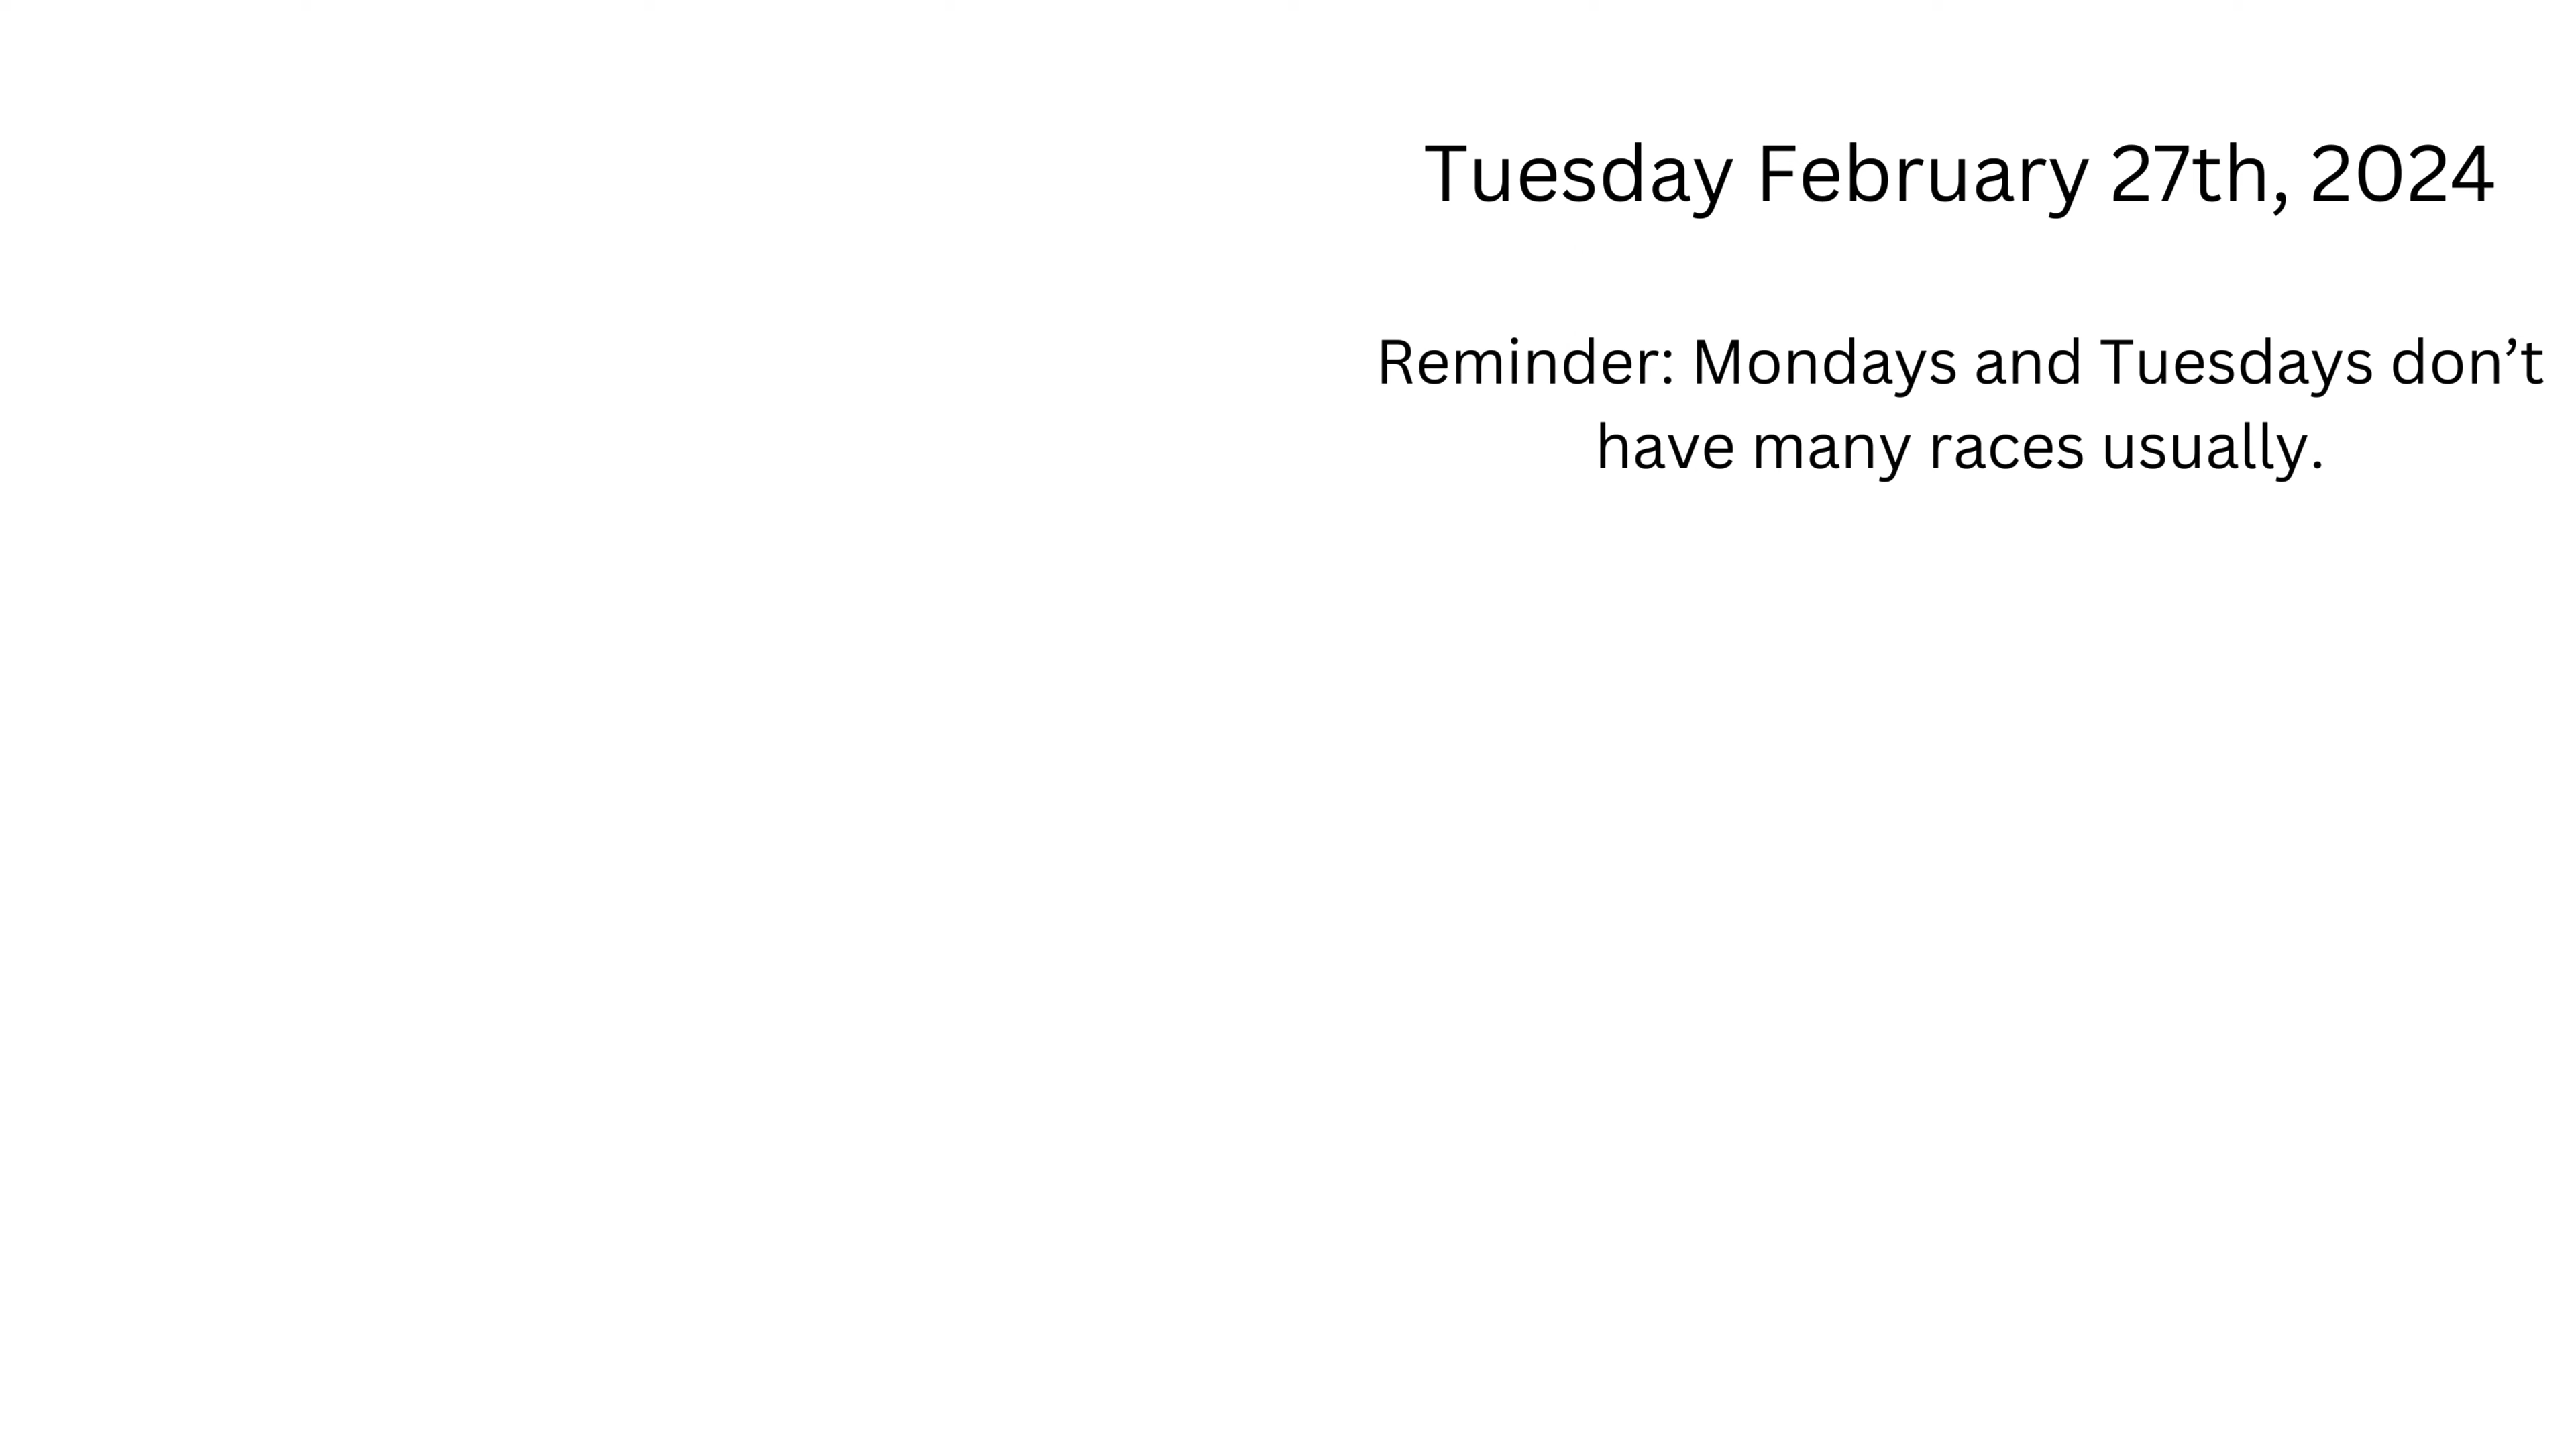 Tuesday February 27th, 2024
Reminder: Mondays and Tuesdays don’t
have many races usually.